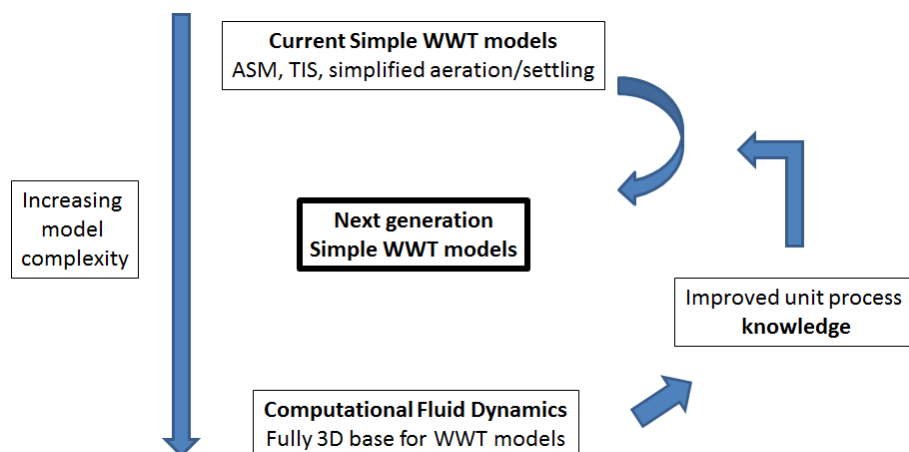 Current Simple WWT models
ASM, TIS, simplified aeration/settling
Increasing
model
complexity
Next generation
Simple WWT models
Improved unit process
knowledge
Computational Fluid Dynamics
Fully 3D base for WWT models